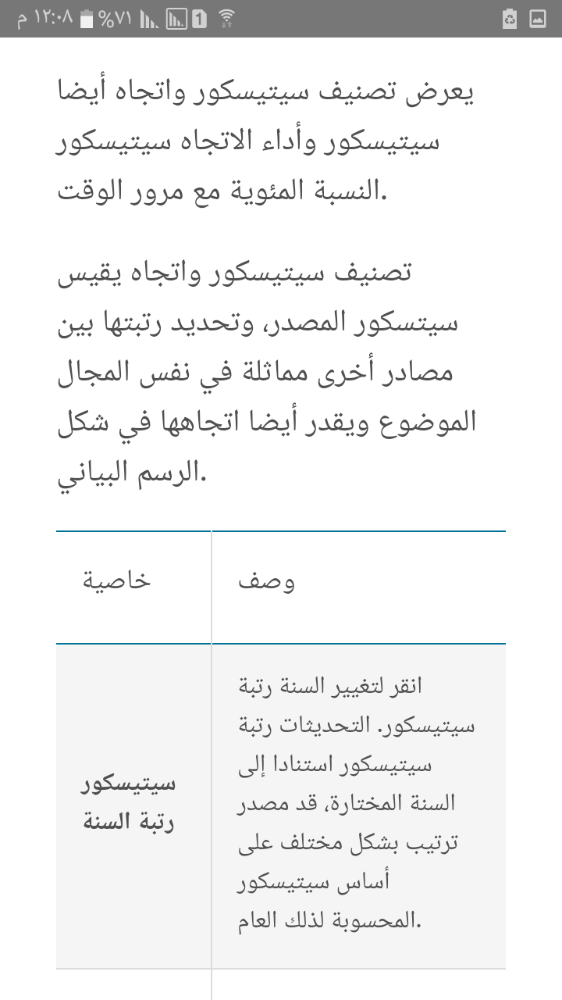 ١٢:٠٨ م
%٧١
1
يعرض تصنيف سيتيسكور واتجاه أيضا
سيتيسكور وأداء الاتجاه سيتيسكور
النسبة المئوية مع مرور الوقت.
تصنيف سيتيسكور واتجاه يقيس
سيتسكور المصدر، وتحديد رتبتها بين
مصادر أخرى مماثلة في نفس المجال
الموضوع ويقدر أيضا اتجاهها في شكل
الرسم البياني.
خاصية
وصف
سيتيسكور
رتبة السنة
انقر لتغيير السنة رتبة
سيتيسكور. التحديثات رتبة
سيتيسكور استنادا إلى
السنة المختارة، قد مصدر
ترتيب بشكل مختلف على
أساس سيتيسكور
المحسوبة لذلك العام.